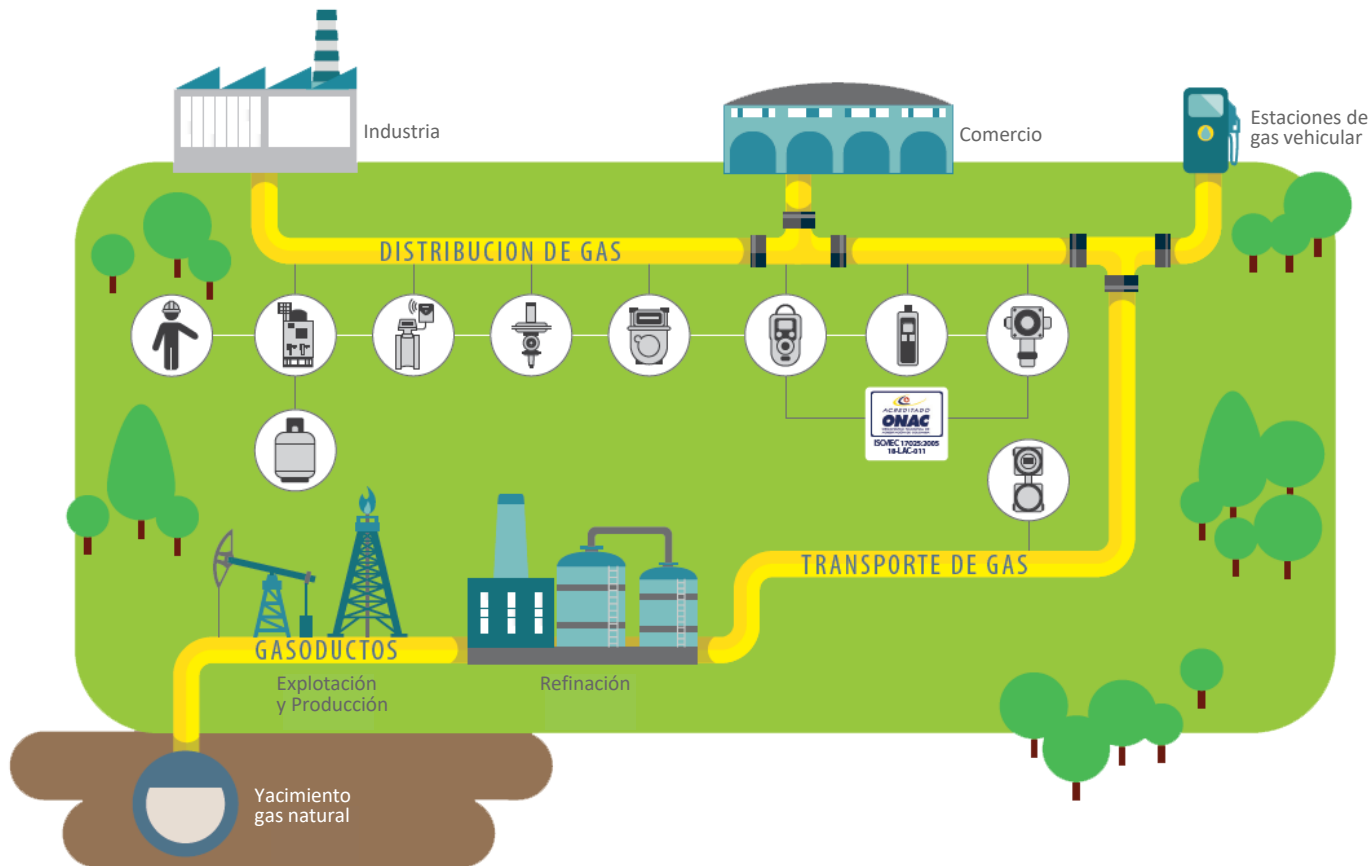 Industria
Comercio
Estaciones de
gas vehicular
DISTRIBUCION DE GAS
ACREDITADO
ONAC
ISO/IEC 17025:2005
18-LAC-011
TRANSPORTE DE GAS
GASODUCTOS
Explotación
y Producción
Refinación
Yacimiento
gas natural